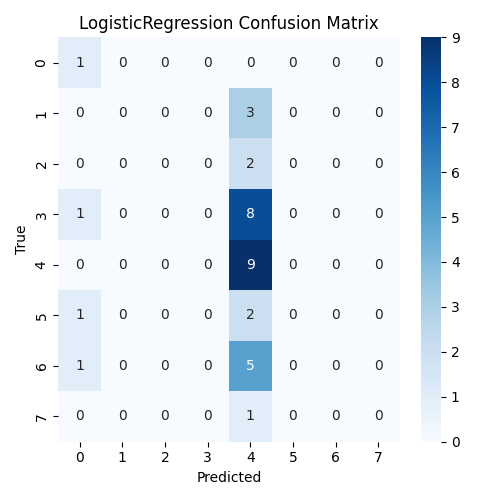 LogisticRegression Confusion Matrix
0 1 0 0 0 0 0 0 0
1 0 0 0 0 3 0 0 0
2 0 0 0 0 2 0 0 0
3 1 0 0 0 8 0 0 0
4 0 0 0 0 9 0 0 0
5 1 0 0 0 2 0 0 0
6 1 0 0 0 5 0 0 0
7 0 0 0 0 1 0 0 0
0 1 2 3 4 5 6 7
True
Predicted
9
8
7
6
5
4
3
2
1
0